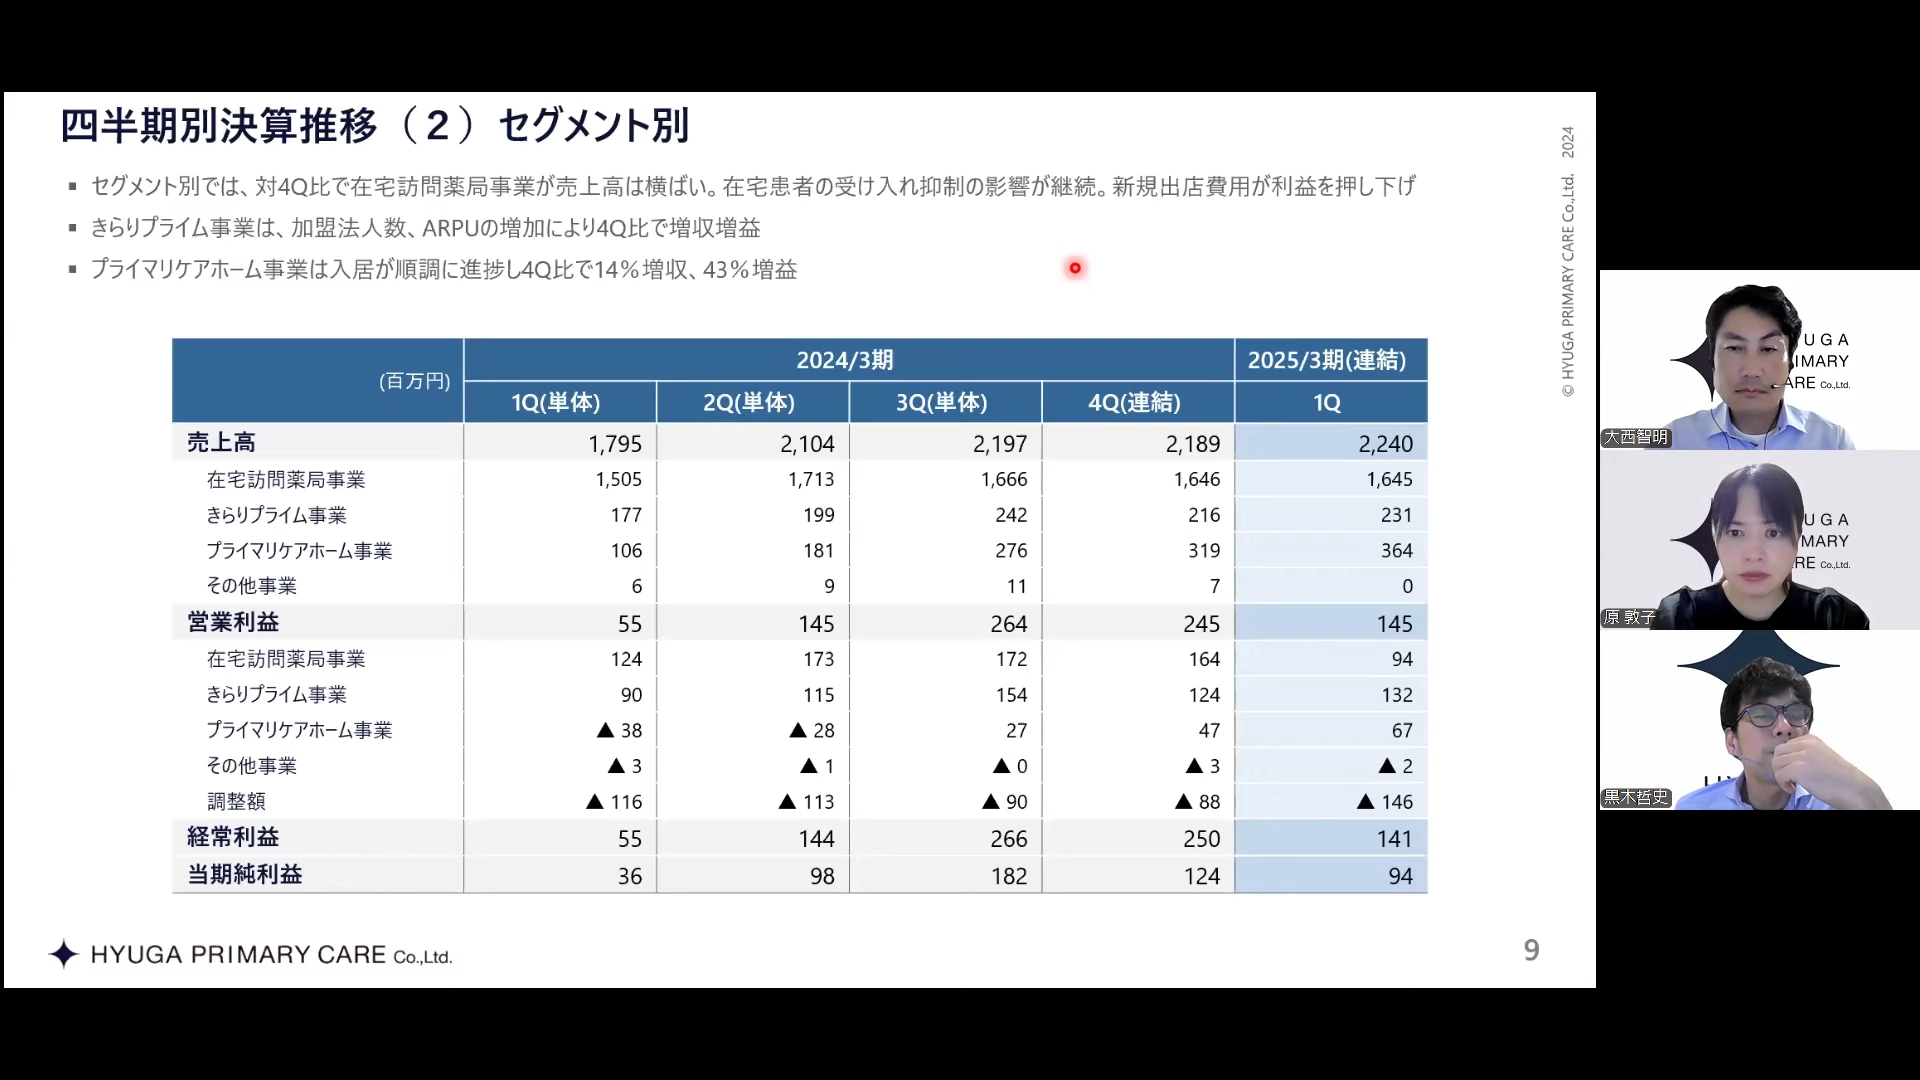 四半期別決算推移（２）セグメント別
▪ セグメント別では、対4Q比で在宅訪問薬局事業が売上高は横ばい。在宅患者の受け入れ抑制の影響が継続。新規出店費用が利益を押し下げ
▪ きらりプライム事業は、加盟法人数、ARPUの増加により4Q比で増収増益
▪ プライマリケアホーム事業は入居が順調に進捗し4Q比で14％増収、43％増益
© HYUGA PRIMARY CARE Co,Ltd. 2024
(百万円) 2024/3期 2025/3期(連結)
1Q(単体) 2Q(単体) 3Q(単体) 4Q(連結) 1Q
売上高 1,795 2,104 2,197 2,189 2,240
在宅訪問薬局事業 1,505 1,713 1,666 1,646 1,645
きらりプライム事業 177 199 242 216 231
プライマリケアホーム事業 106 181 276 319 364
その他事業 6 9 11 7 0
営業利益 55 145 264 245 145
在宅訪問薬局事業 124 173 172 164 94
きらりプライム事業 90 115 154 124 132
プライマリケアホーム事業 ▲ 38 ▲ 28 27 47 67
その他事業 ▲ 3 ▲ 1 ▲ 0 ▲ 3 ▲ 2
調整額 ▲ 116 ▲ 113 ▲ 90 ▲ 88 ▲ 146
経常利益 55 144 266 250 141
当期純利益 36 98 182 124 94
HYUGA PRIMARY CARE Co.,Ltd.
9
UGA
IMARY
ARE Co.,Ltd.
大西智明
UGA
MARY
RE Co.,Ltd.
原 敦子
黒木哲史